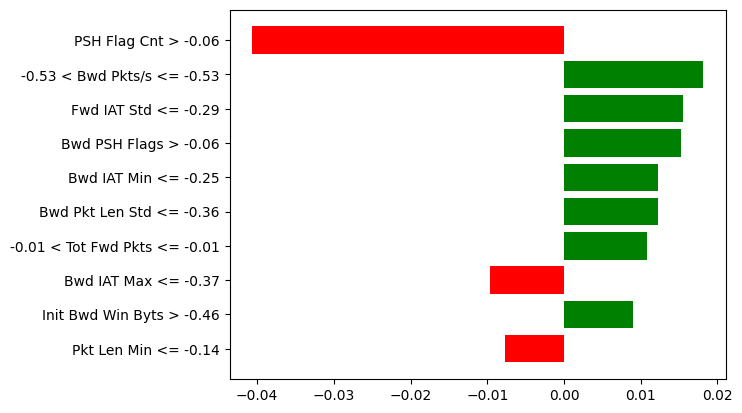 PSH Flag Cnt > -0.06
-0.53 < Bwd Pkts/s <= -0.53
Fwd IAT Std <= -0.29
Bwd PSH Flags > -0.06
Bwd IAT Min <= -0.25
Bwd Pkt Len Std <= -0.36
-0.01 < Tot Fwd Pkts <= -0.01
Bwd IAT Max <= -0.37
Init Bwd Win Byts > -0.46
Pkt Len Min <= -0.14
−0.04 −0.03 −0.02 −0.01 0.00 0.01 0.02